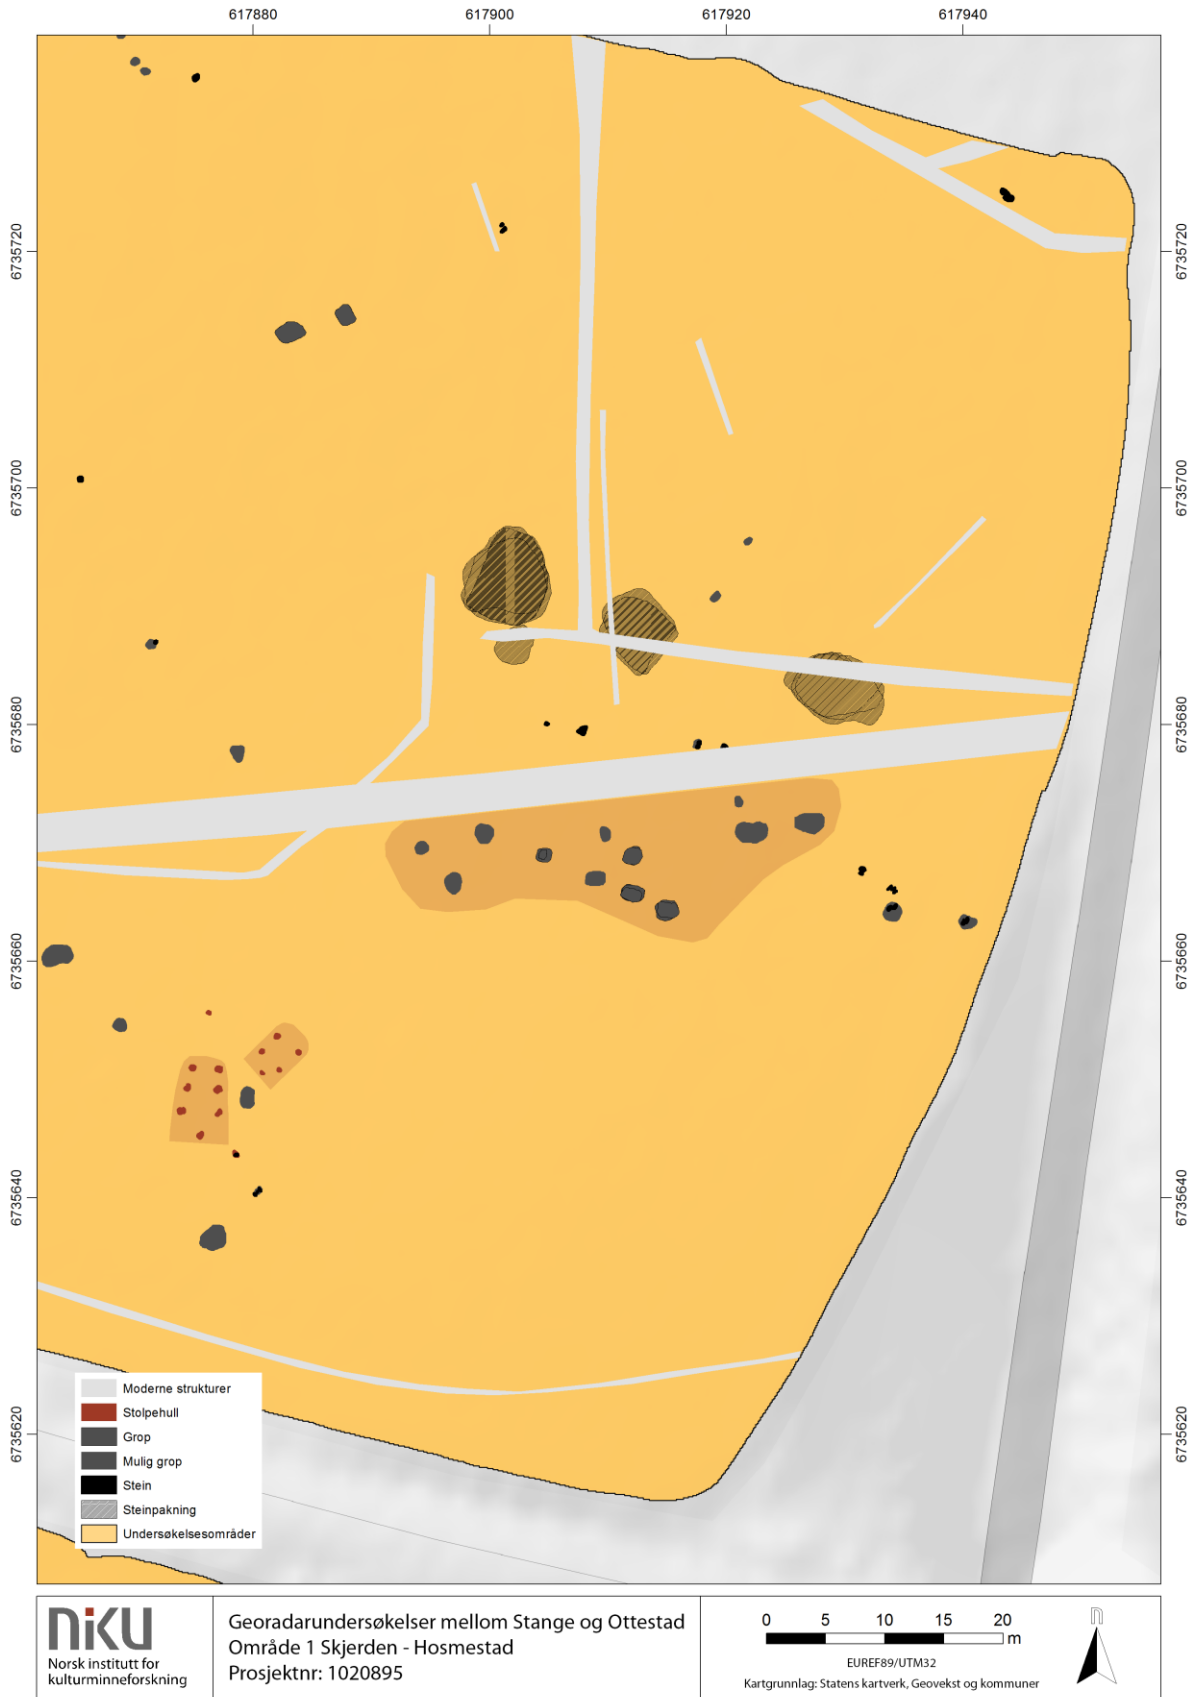 617880 617900 617920 617940
6735720 6735720
6735700 6735700
6735680 6735680
6735660 6735660
6735640 6735640
6735620 6735620
Moderne strukturer
Stolpehull
Grop
Mulig grop
Stein
Steinpakning
Undersøkelsesområder
niku
Norsk institutt for
kulturminneforskning
Georadarundersøkelser mellom Stange og Ottestad
Område 1 Skjerden - Hosmestad
Prosjektnr: 1020895
0 5 10 15 20
m
EUREF89/UTM32
Kartgrunnlag: Statens kartverk, Geovekst og kommuner
n